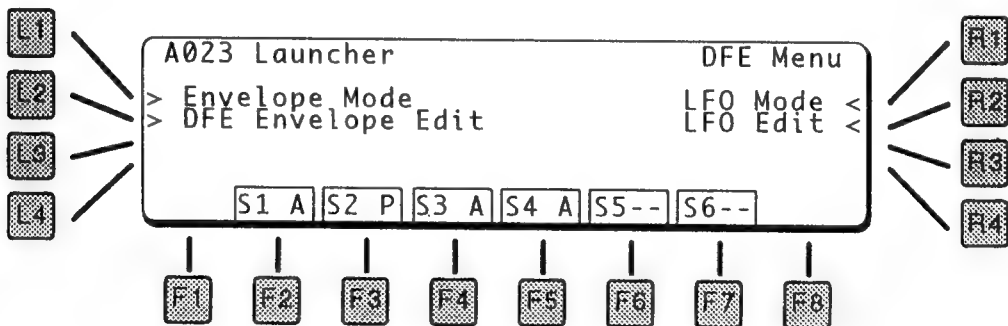 L1
R1
A023 Launcher DFE Menu
L2
R2
> Envelope Mode LFO Mode <
> DFE Envelope Edit LFO Edit <
L3
R3
L4
R4
S1 A S2 P S3 A S4 A S5-- S6--
F1 F2 F3 F4 F5 F6 F7 F8